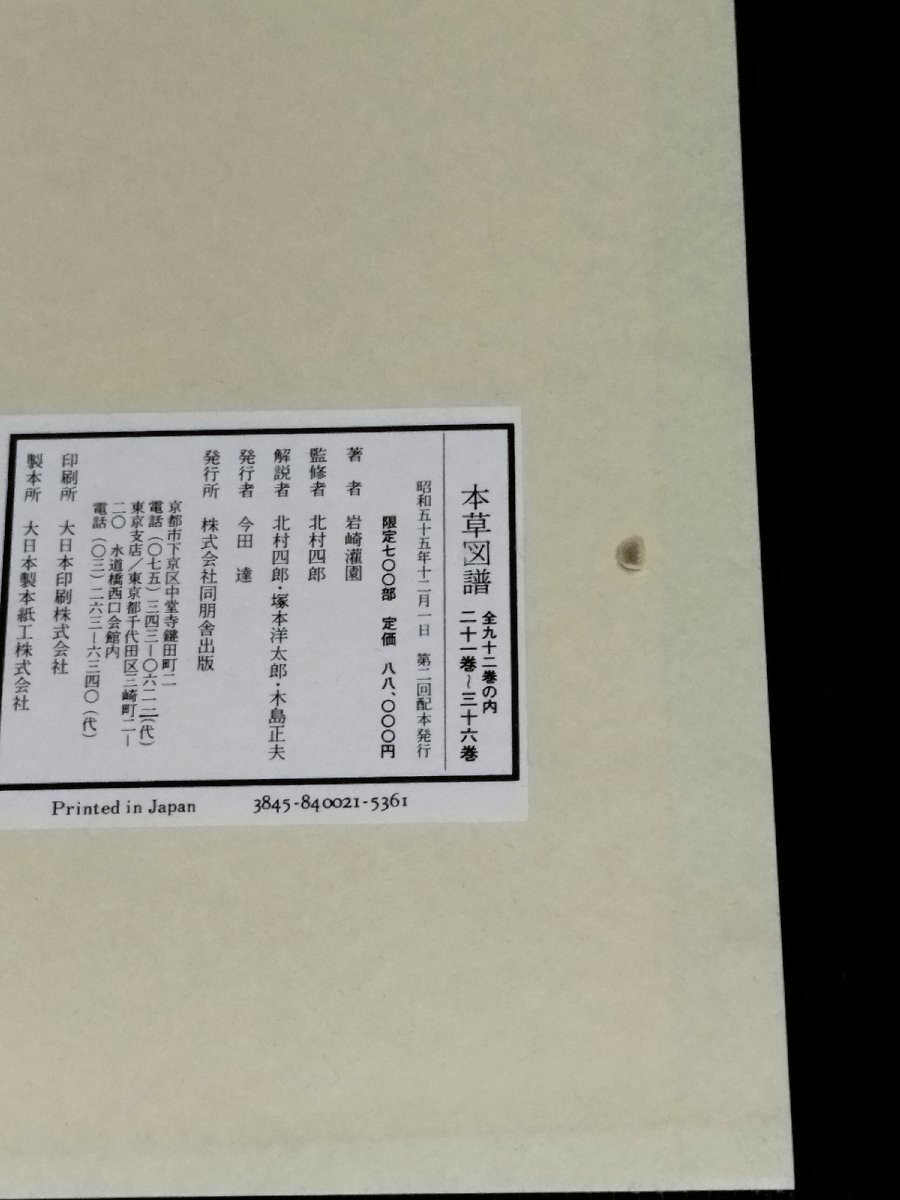 本草図譜 全九十二巻の内
二十一巻～三十六巻
昭和五十五年十二月一日 第二回配本発行
限定七〇〇部 定価 八八、〇〇〇円
著者 岩崎灌園
監修者 北村四郎
解説者 北村四郎・塚本洋太郎・木島正夫
発行者 今田 達
発行所 株式会社同朋舎出版
京都市下京区中堂寺鍵田町二
電話（〇七五）三四三―〇六二二（代）
東京支店／東京都千代田区三崎町二―
二〇 水道橋西口会館内
電話（〇三）二六三―六三四〇（代）
印刷所 大日本印刷株式会社
製本所 大日本製本紙工株式会社
Printed in Japan 3845-840021-5361